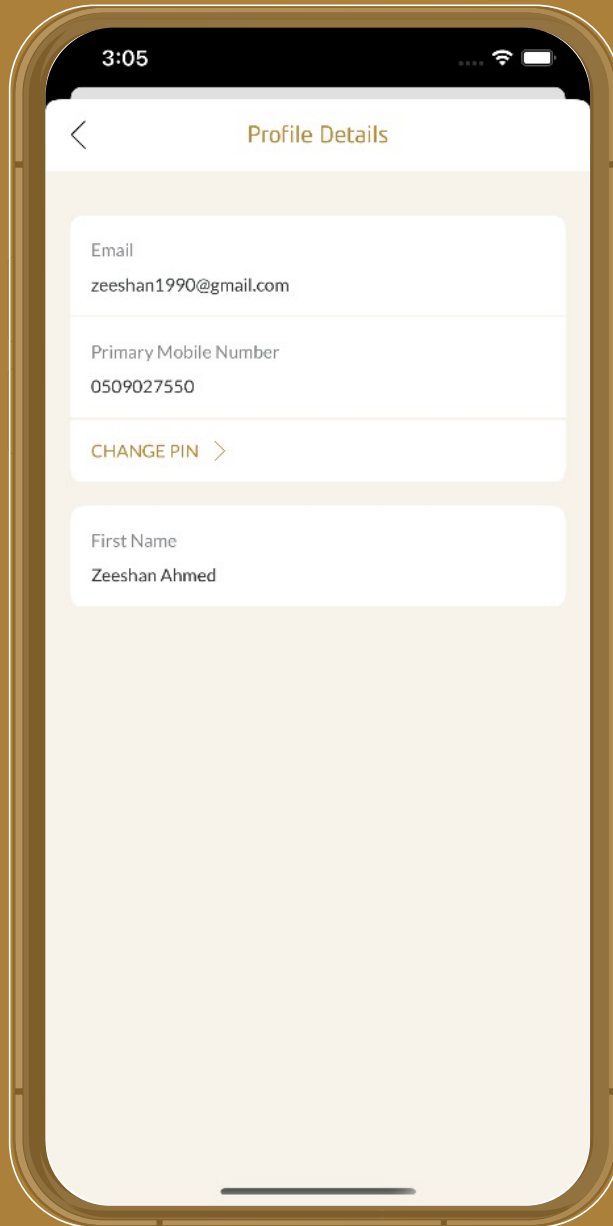 3:05
Profile Details
Email
zeeshan1990@gmail.com
Primary Mobile Number
0509027550
CHANGE PIN
First Name
Zeeshan Ahmed